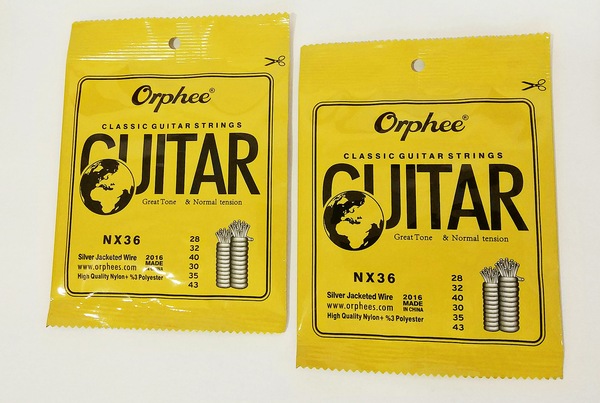 Orphee®
CLASSIC GUITAR STRINGS
GUITAR
Great Tone & Normal tension
NX36
28
32
40
30
35
43
Silver Jacketed Wire
www.orphees.com
High Quality Nylon+ %3 Polyester
2016
MADE
IN CHINA
Orphee®
CLASSIC GUITAR STRINGS
GUITAR
Great Tone & Normal tension
NX36
28
32
40
30
35
43
Silver Jacketed Wire
www.orphees.com
High Quality Nylon+ %3 Polyester
2016
MADE
IN CHINA